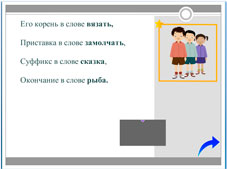 Его корень в слове вязать,
Приставка в слове замолчать,
Суффикс в слове сказка,
Окончание в слове рыба.